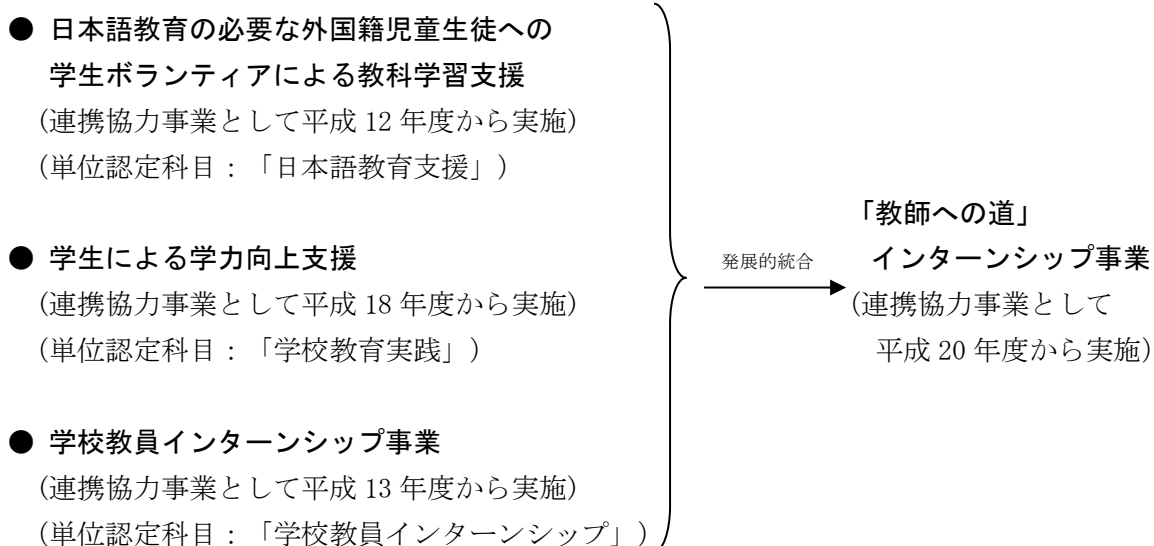 ● 日本語教育の必要な外国籍児童生徒への
学生ボランティアによる教科学習支援
(連携協力事業として平成 12 年度から実施)
(単位認定科目：「日本語教育支援」)
● 学生による学力向上支援
(連携協力事業として平成 18 年度から実施)
(単位認定科目：「学校教育実践」)
● 学校教員インターンシップ事業
(連携協力事業として平成 13 年度から実施)
(単位認定科目：「学校教員インターンシップ」)
発展的統合
「教師への道」
インターンシップ事業
(連携協力事業として
平成 20 年度から実施)